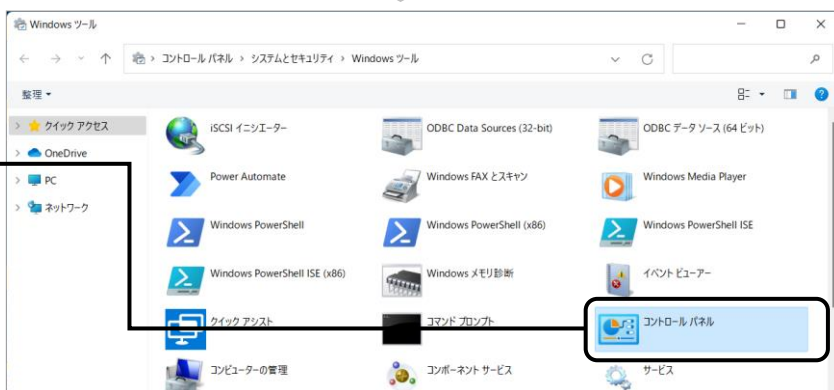 Windows ツール
コントロール パネル › システムとセキュリティ › Windows ツール
整理
クイック アクセス
OneDrive
PC
ネットワーク
iSCSI イニシエーター
ODBC Data Sources (32-bit)
ODBC データ ソース (64 ビット)
Power Automate
Windows FAX とスキャン
Windows Media Player
Windows PowerShell
Windows PowerShell (x86)
Windows PowerShell ISE
Windows PowerShell ISE (x86)
Windows メモリ診断
イベント ビューアー
クイック アシスト
コマンド プロンプト
コントロール パネル
コンピューターの管理
コンポーネント サービス
サービス